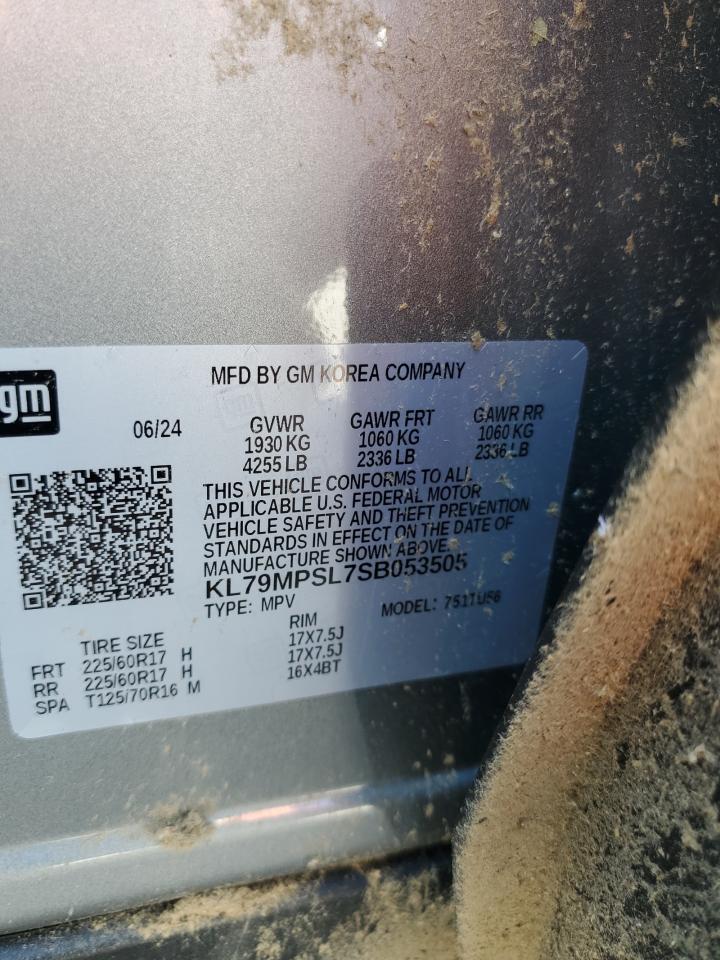 gm
MFD BY GM KOREA COMPANY
06/24
GVWR GAWR FRT GAWR RR
1930 KG 1060 KG 1060 KG
4255 LB 2336 LB 2336 LB
THIS VEHICLE CONFORMS TO ALL
APPLICABLE U.S. FEDERAL MOTOR
VEHICLE SAFETY AND THEFT PREVENTION
STANDARDS IN EFFECT ON THE DATE OF
MANUFACTURE SHOWN ABOVE.
KL79MPSL7SB053505
TYPE: MPV MODEL: 751TU56
TIRE SIZE RIM
FRT 225/60R17 H 17X7.5J
RR 225/60R17 H 17X7.5J
SPA T125/70R16 M 16X4BT